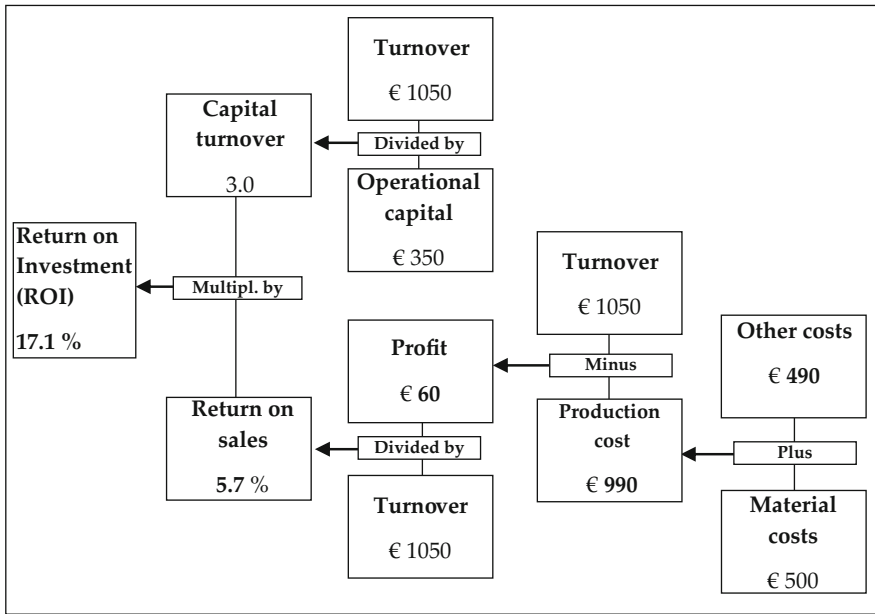 Turnover
€ 1050
Capital
turnover
3.0
Divided by
Operational
capital
€ 350
Return on
Investment
(ROI)
17.1 %
Multipl. by
Turnover
€ 1050
Profit
€ 60
Minus
Other costs
€ 490
Return on
sales
5.7 %
Divided by
Production
cost
€ 990
Plus
Turnover
€ 1050
Material
costs
€ 500